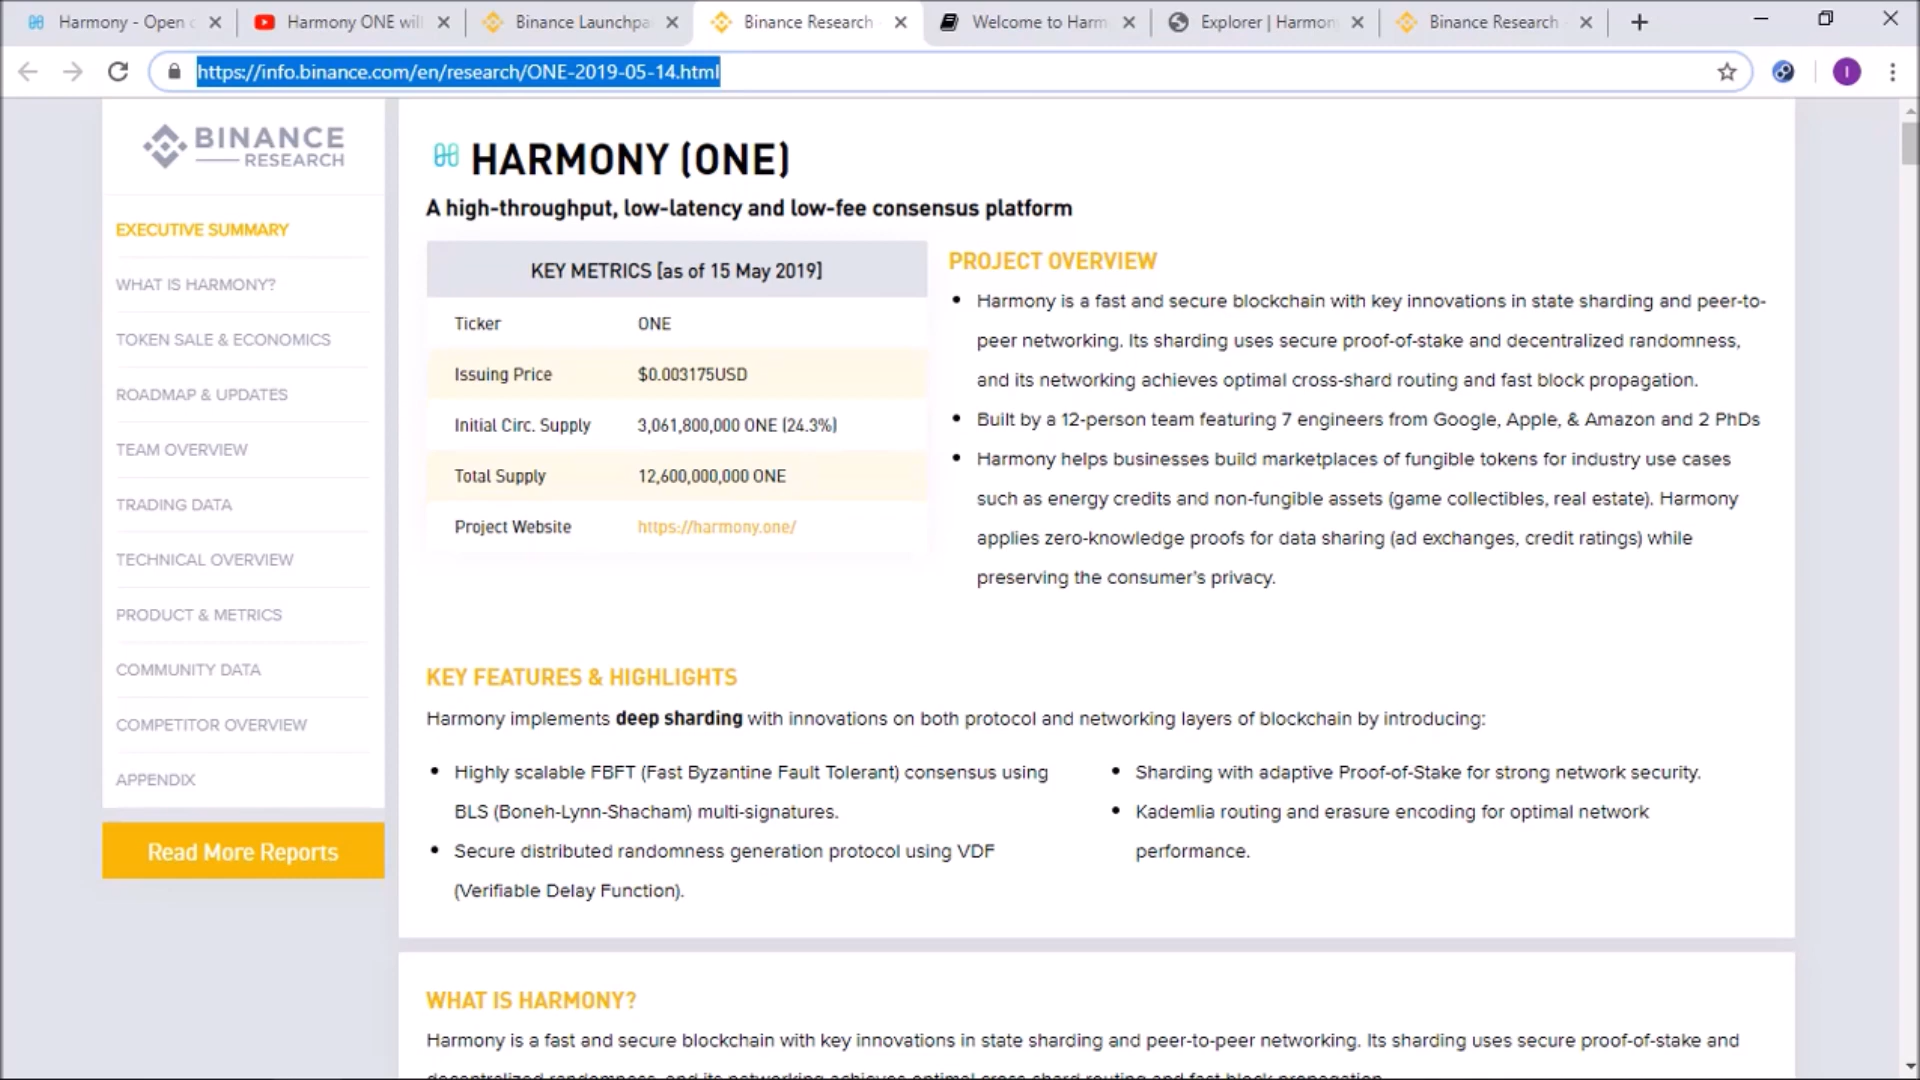 Harmony - Open c
Harmony ONE will
Binance Launchpa
Binance Research
Welcome to Harm
Explorer | Harmon
Binance Research
https://info.binance.com/en/research/ONE-2019-05-14.html
I
BINANCE
RESEARCH
EXECUTIVE SUMMARY
WHAT IS HARMONY?
TOKEN SALE & ECONOMICS
ROADMAP & UPDATES
TEAM OVERVIEW
TRADING DATA
TECHNICAL OVERVIEW
PRODUCT & METRICS
COMMUNITY DATA
COMPETITOR OVERVIEW
APPENDIX
Read More Reports
HARMONY (ONE)
A high-throughput, low-latency and low-fee consensus platform
KEY METRICS [as of 15 May 2019]
Ticker ONE
Issuing Price $0.003175USD
Initial Circ. Supply 3,061,800,000 ONE (24.3%)
Total Supply 12,600,000,000 ONE
Project Website https://harmony.one/
PROJECT OVERVIEW
• Harmony is a fast and secure blockchain with key innovations in state sharding and peer-to-
peer networking. Its sharding uses secure proof-of-stake and decentralized randomness,
and its networking achieves optimal cross-shard routing and fast block propagation.
• Built by a 12-person team featuring 7 engineers from Google, Apple, & Amazon and 2 PhDs
• Harmony helps businesses build marketplaces of fungible tokens for industry use cases
such as energy credits and non-fungible assets (game collectibles, real estate). Harmony
applies zero-knowledge proofs for data sharing (ad exchanges, credit ratings) while
preserving the consumer's privacy.
KEY FEATURES & HIGHLIGHTS
Harmony implements deep sharding with innovations on both protocol and networking layers of blockchain by introducing:
• Highly scalable FBFT (Fast Byzantine Fault Tolerant) consensus using
BLS (Boneh-Lynn-Shacham) multi-signatures.
• Secure distributed randomness generation protocol using VDF
(Verifiable Delay Function).
• Sharding with adaptive Proof-of-Stake for strong network security.
• Kademlia routing and erasure encoding for optimal network
performance.
WHAT IS HARMONY?
Harmony is a fast and secure blockchain with key innovations in state sharding and peer-to-peer networking. Its sharding uses secure proof-of-stake and
decentralized randomness, and its networking achieves optimal cross-shard routing and fast block propagation.